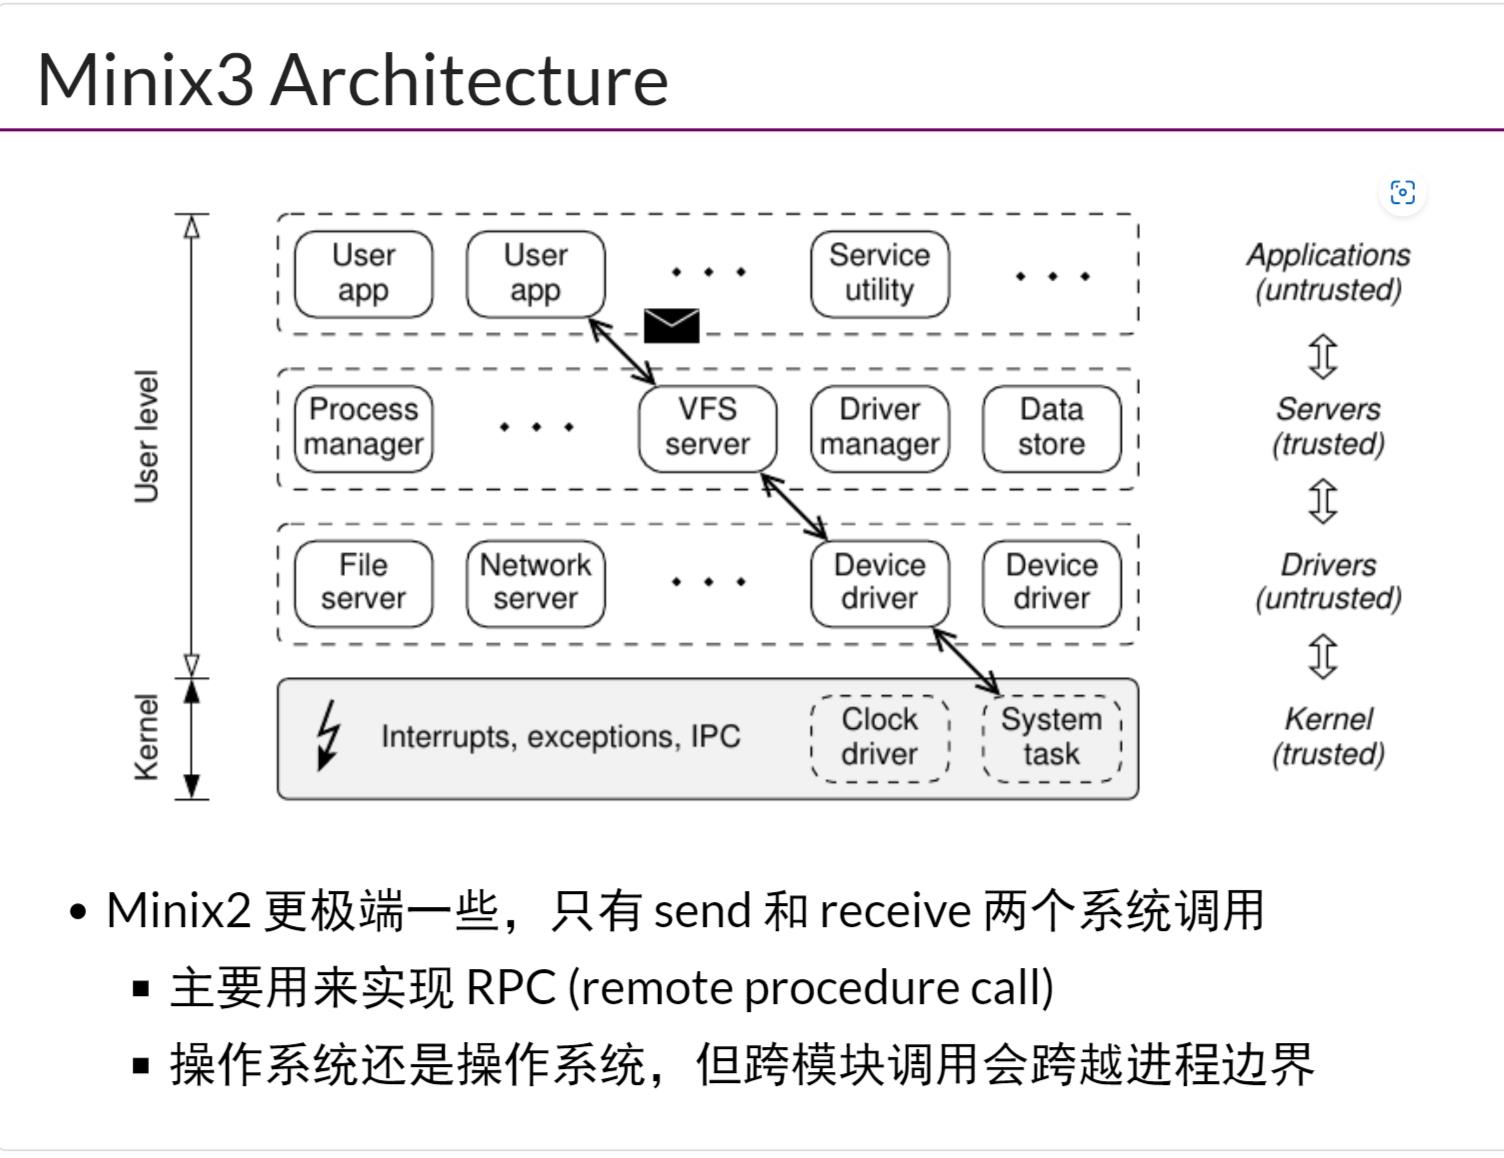 Minix3 Architecture
User app
User app
Service utility
Applications (untrusted)
User level
Process manager
VFS server
Driver manager
Data store
Servers (trusted)
File server
Network server
Device driver
Device driver
Drivers (untrusted)
Kernel
Interrupts, exceptions, IPC
Clock driver
System task
Kernel (trusted)
Minix2 更极端一些，只有 send 和 receive 两个系统调用
主要用来实现 RPC (remote procedure call)
操作系统还是操作系统，但跨模块调用会跨越进程边界